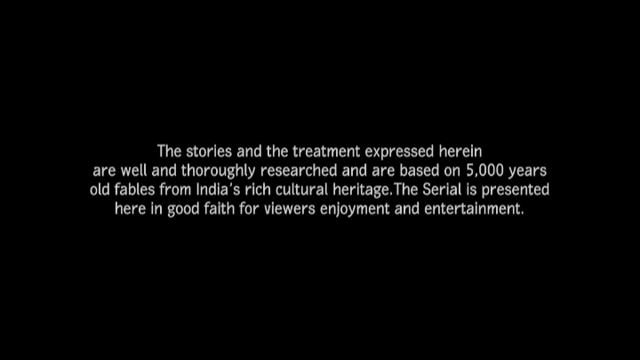 The stories and the treatment expressed herein
are well and thoroughly researched and are based on 5,000 years
old fables from India's rich cultural heritage.The Serial is presented
here in good faith for viewers enjoyment and entertainment.